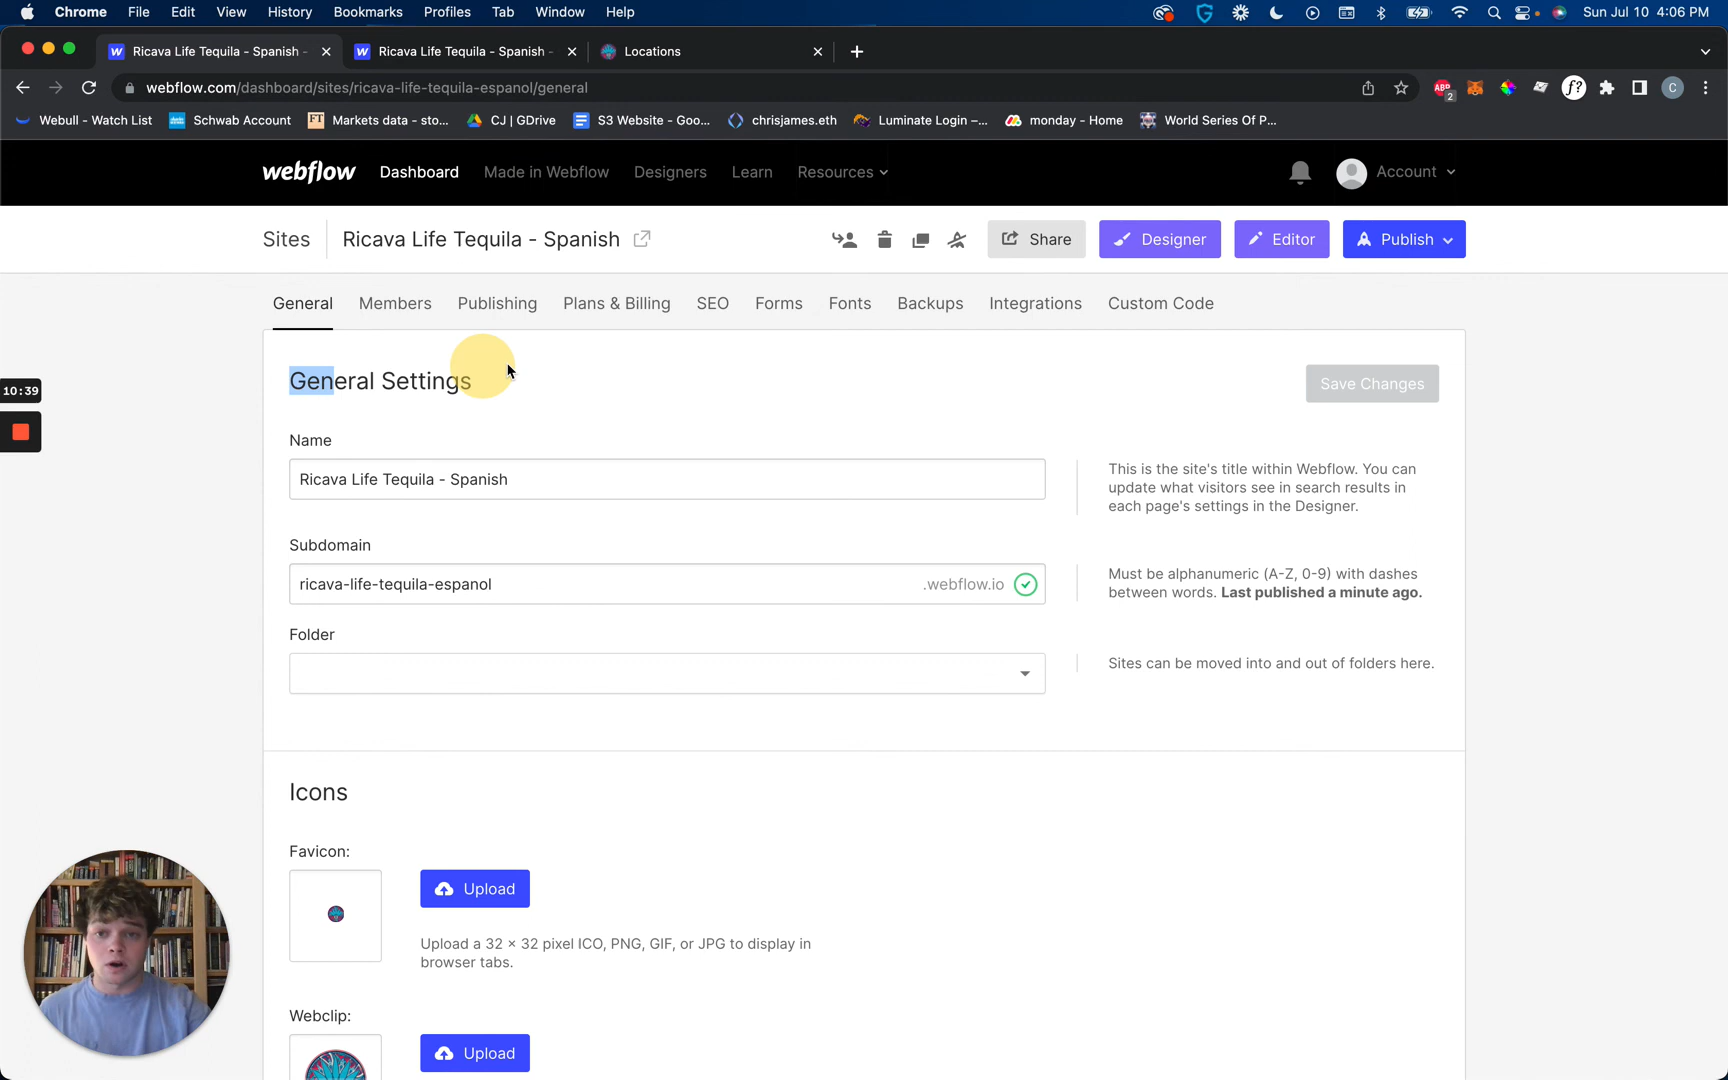 Chrome File Edit View History Bookmarks Profiles Tab Window Help Sun Jul 10 4:06 PM
Ricava Life Tequila - Spanish - Ricava Life Tequila - Spanish - Locations
webflow.com/dashboard/sites/ricava-life-tequila-espanol/general ABP 2 f? C
Webull - Watch List Schwab Account FT Markets data - sto... CJ | GDrive S3 Website - Goo... chrisjames.eth Luminate Login –... monday - Home World Series Of P...
webflow Dashboard Made in Webflow Designers Learn Resources Account
Sites Ricava Life Tequila - Spanish Share Designer Editor Publish
General Members Publishing Plans & Billing SEO Forms Fonts Backups Integrations Custom Code
General Settings
Save Changes
10:39
Name
Ricava Life Tequila - Spanish
This is the site's title within Webflow. You can
update what visitors see in search results in
each page's settings in the Designer.
Subdomain
ricava-life-tequila-espanol .webflow.io
Must be alphanumeric (A-Z, 0-9) with dashes
between words. Last published a minute ago.
Folder
Sites can be moved into and out of folders here.
Icons
Favicon:
Upload
Upload a 32 × 32 pixel ICO, PNG, GIF, or JPG to display in
browser tabs.
Webclip:
Upload